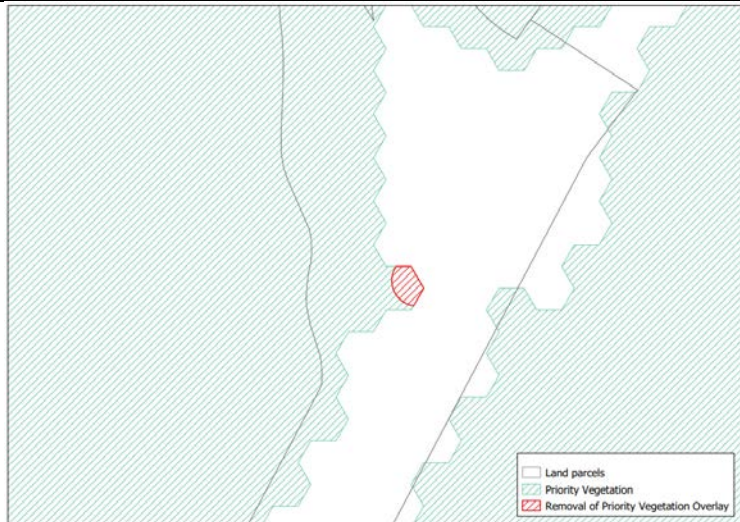 Land parcels
Priority Vegetation
Removal of Priority Vegetation Overlay